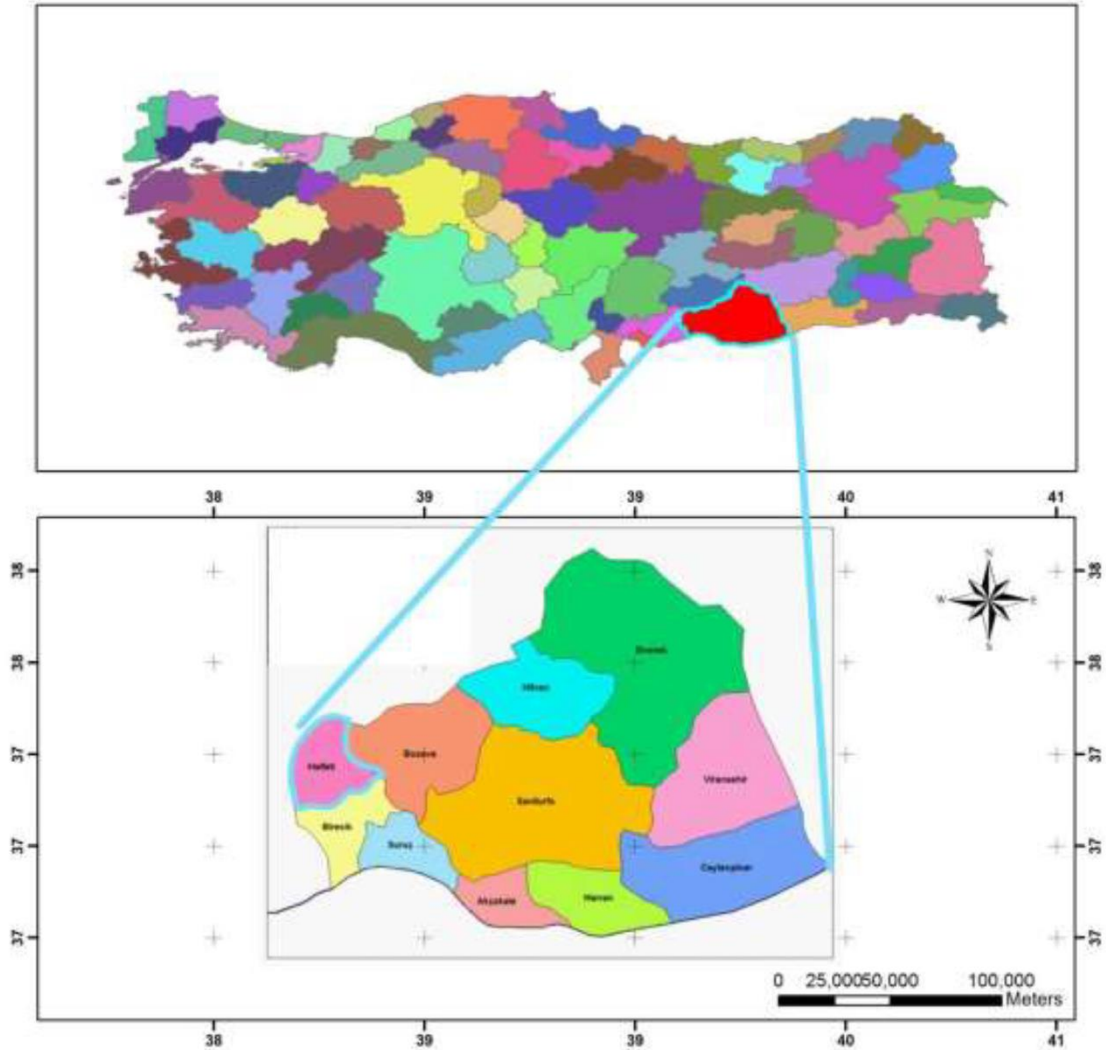 38 39 39 40 41
N
W E
S
38 38
38 38
37 37
37 37
37 37
Siverek
Hilvan
Bozova
Halfeti
Viransehir
Sanliurfa
Birecik
Suruç
Ceylanpinar
Akçakale
Harran
0 25,00050,000 100,000
Meters
38 39 39 40 41